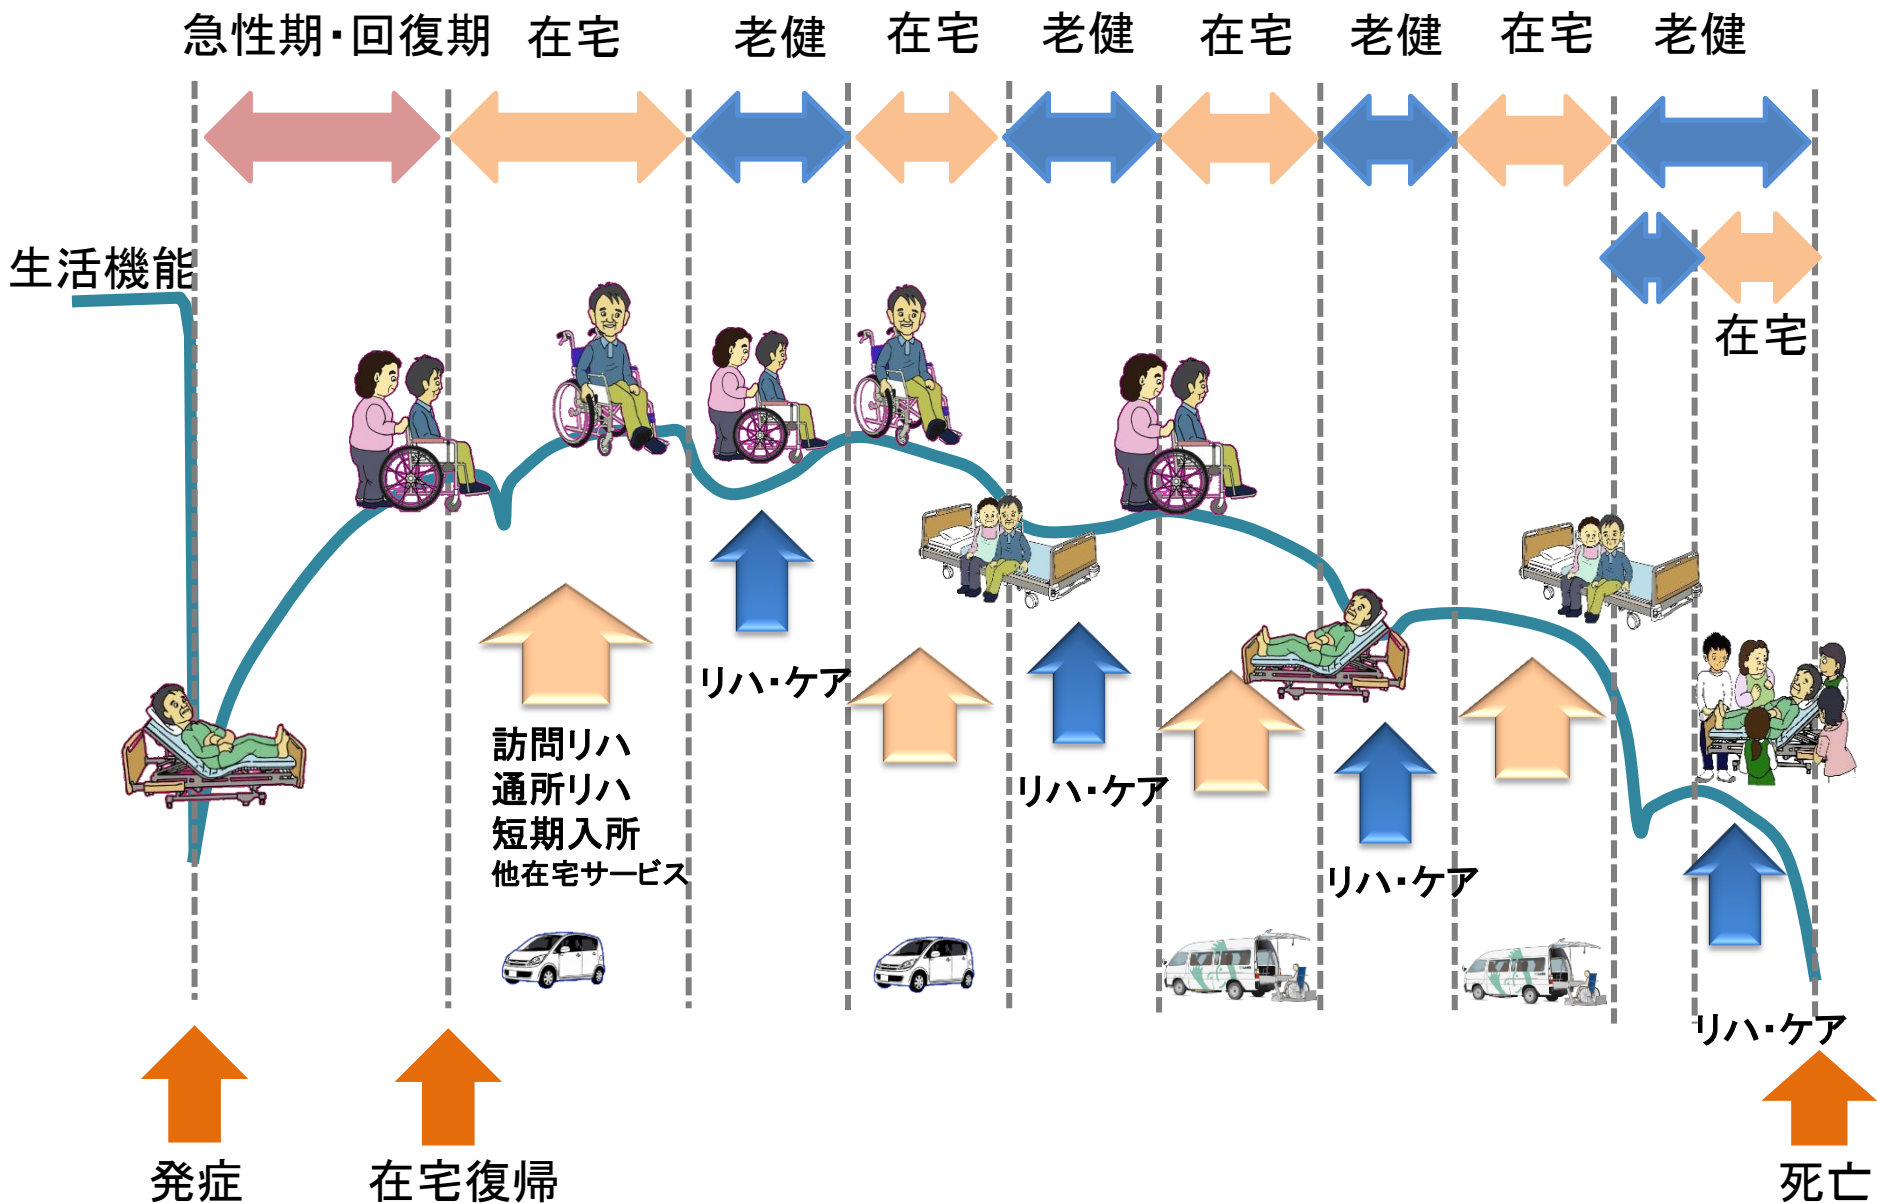 急性期・回復期
在宅
老健
在宅
老健
在宅
老健
在宅
老健
生活機能
在宅
リハ・ケア
訪問リハ
通所リハ
短期入所
他在宅サービス
リハ・ケア
リハ・ケア
リハ・ケア
発症
在宅復帰
死亡